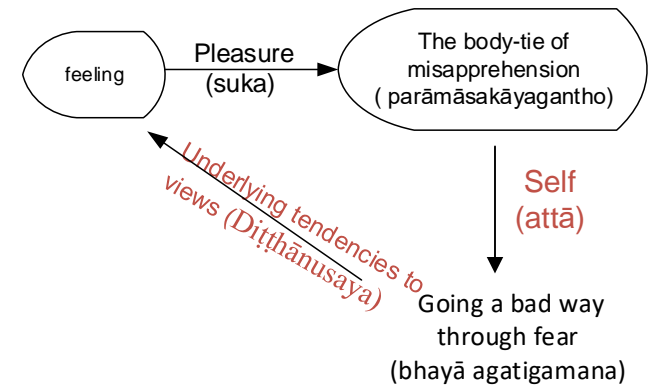 feeling
Pleasure
(suka)
The body-tie of
misapprehension
( parāmāsakāyagantho)
Self
(attā)
Underlying tendencies to
views (Diṭṭhānusaya)
Going a bad way
through fear
(bhayā agatigamana)